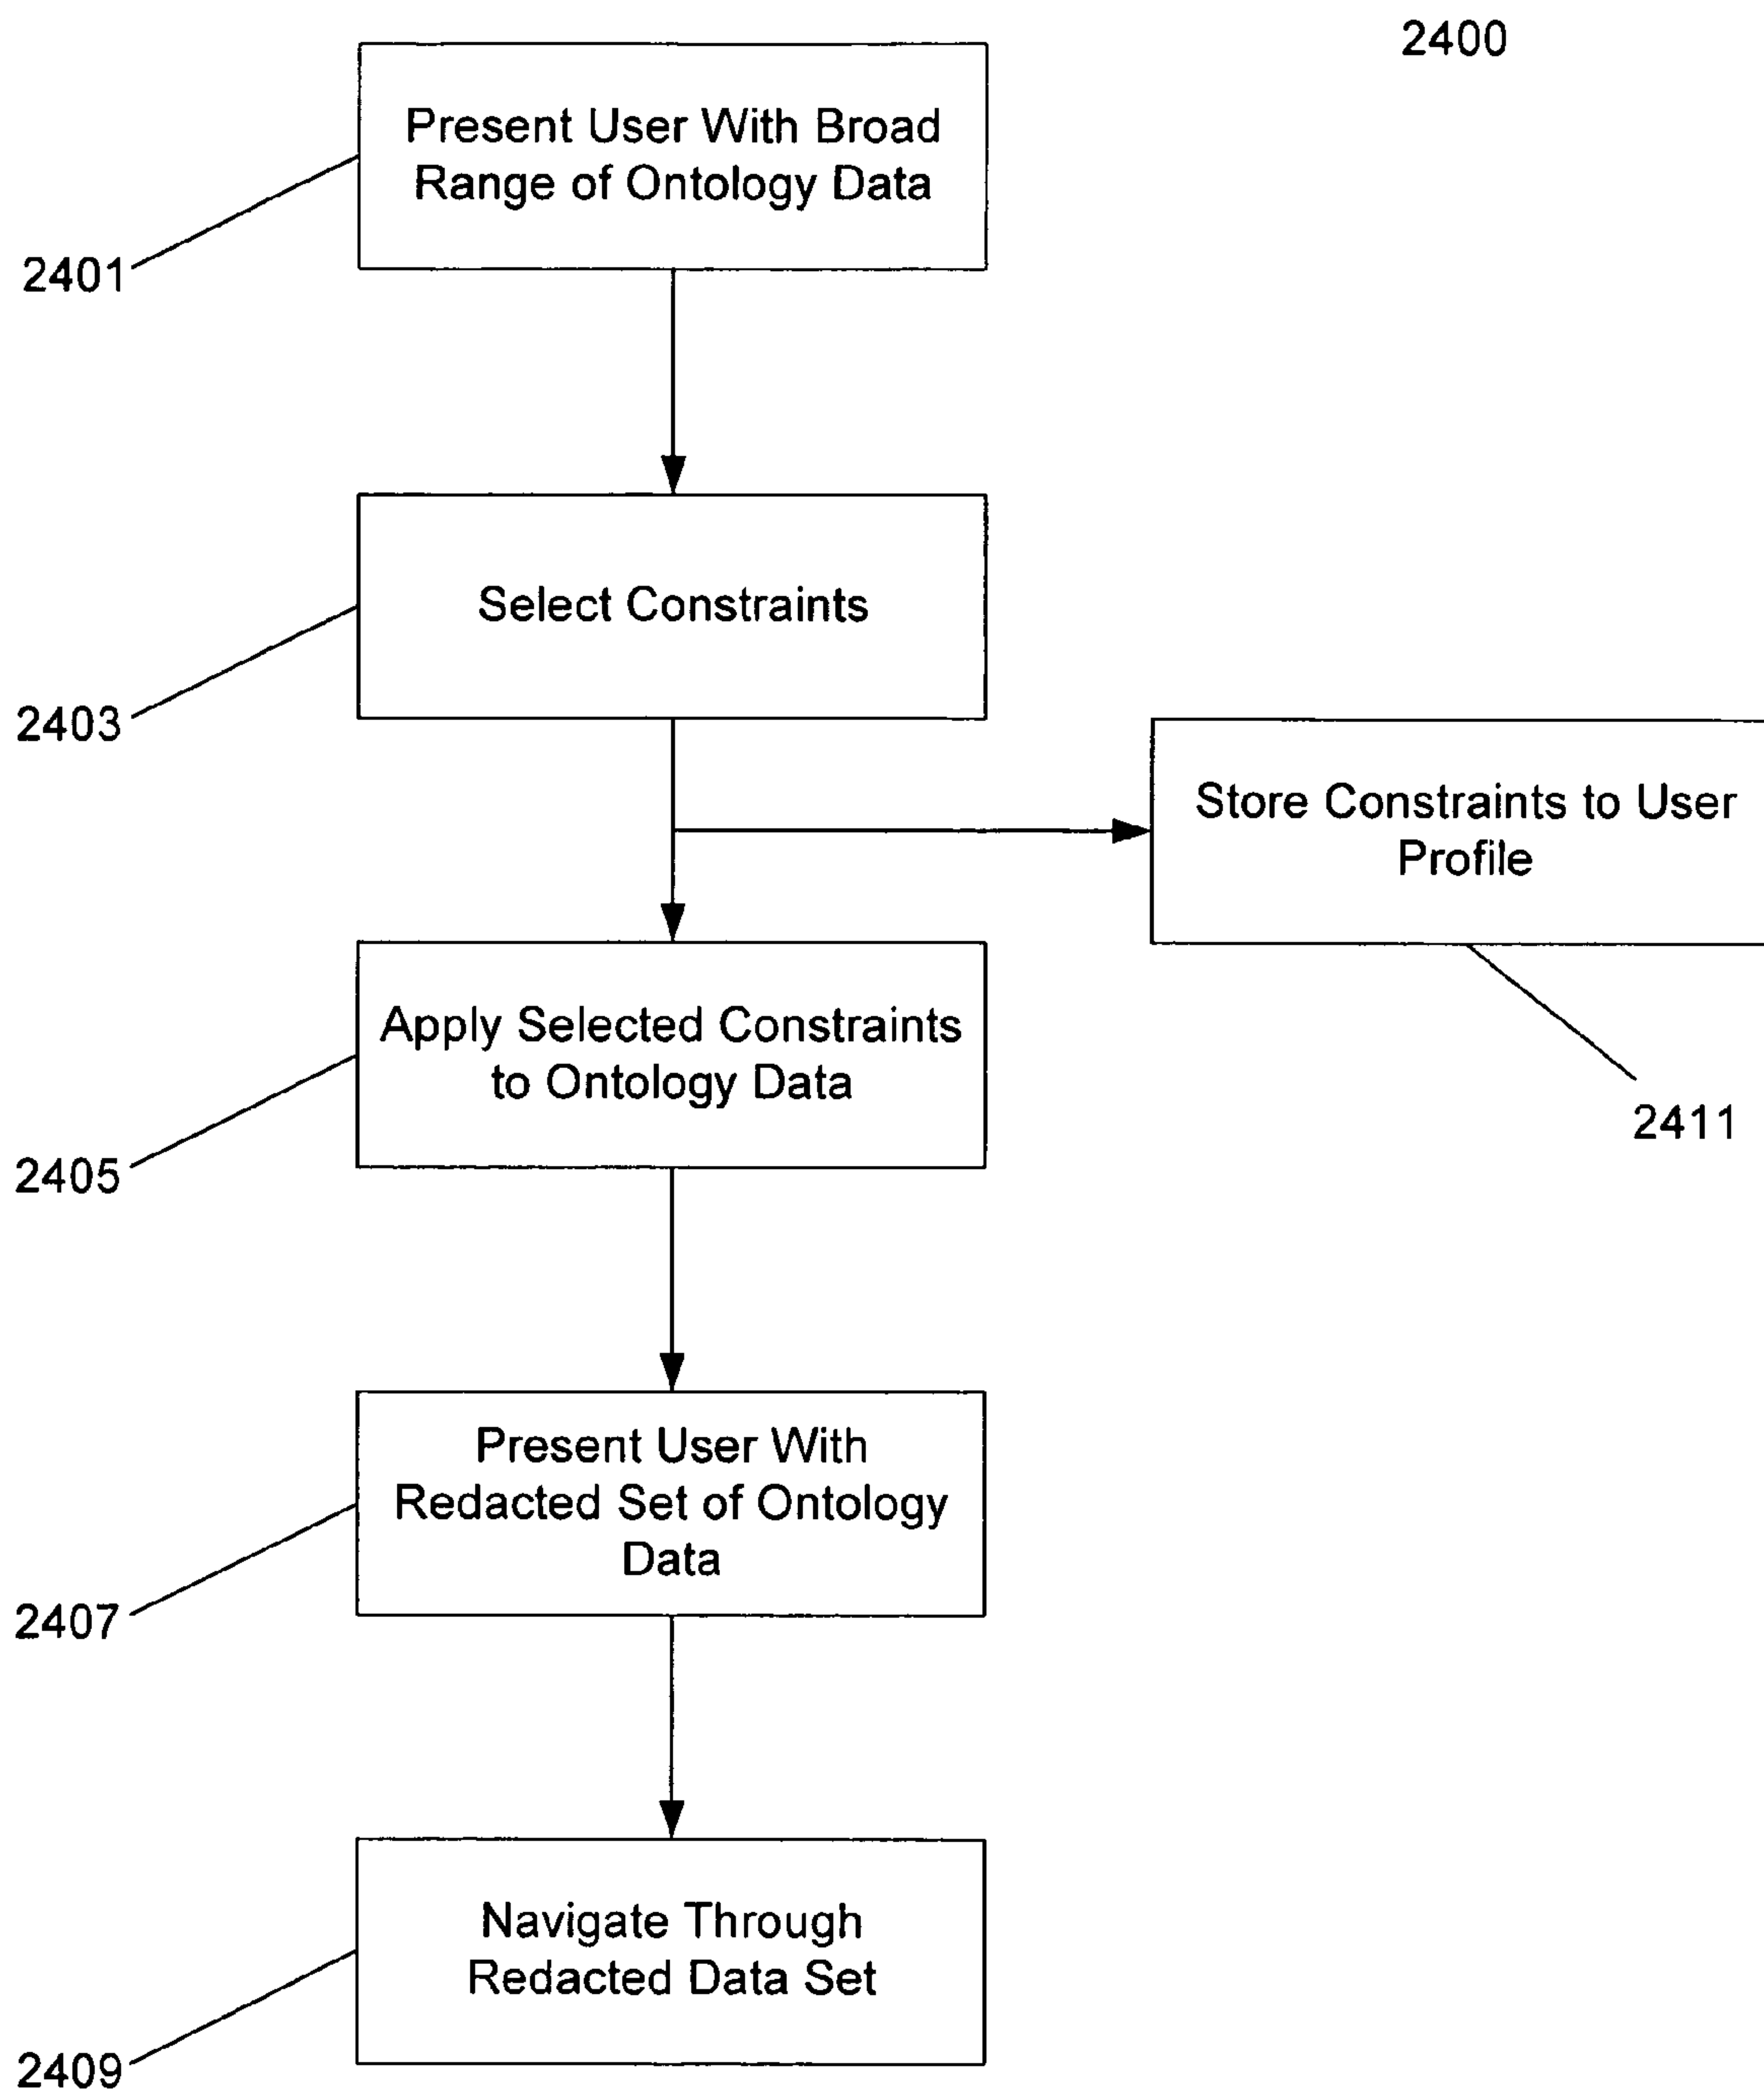 2400
Present User With Broad
Range of Ontology Data
2401
Select Constraints
2403
Store Constraints to User
Profile
2411
Apply Selected Constraints
to Ontology Data
2405
Present User With
Redacted Set of Ontology
Data
2407
Navigate Through
Redacted Data Set
2409